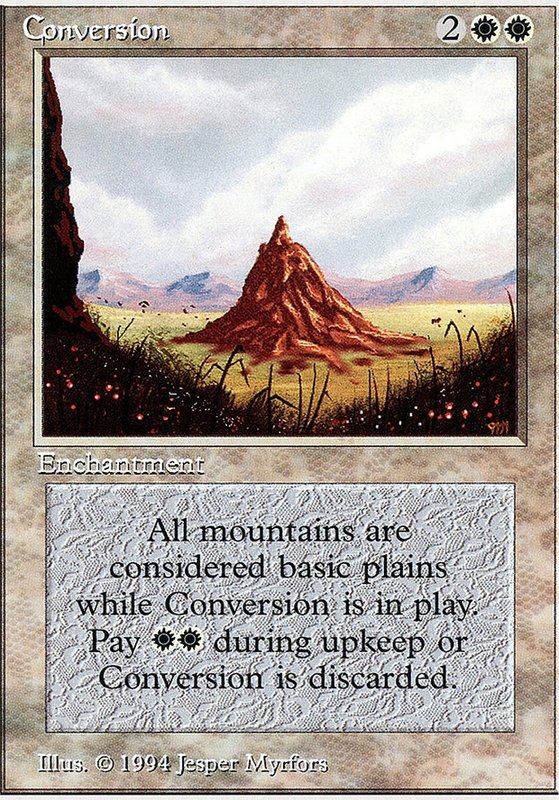 Conversion 2
Enchantment
All mountains are
considered basic plains
while Conversion is in play.
Pay during upkeep or
Conversion is discarded.
Illus. © 1994 Jesper Myrfors